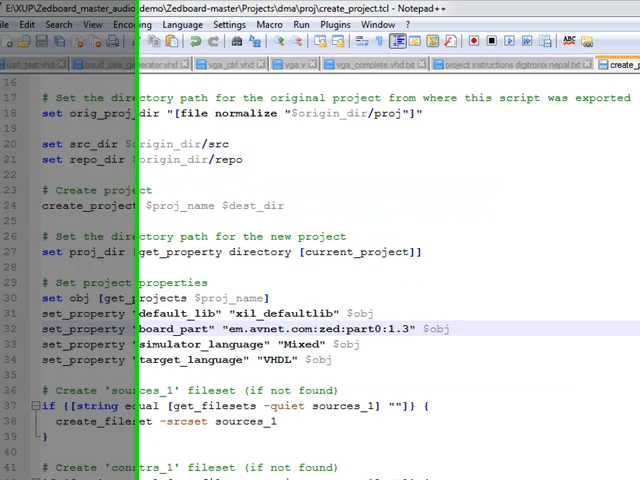 E:\XUP\Zedboard_master_audio demo/Zedboard-master\Projects\dma\proj\create_project.tcl - Notepad++
Edit Search View Encoding Language Settings Macro Run Plugins Window ?
uart_test.vhd baud_rate_generator.vhd vga_ctrl.vhd vga.v vga_complete.vhd.txt project instructions digitronix nepal.txt create_p
16
17 # Set the directory path for the original project from where this script was exported
18 set orig_proj_dir "[file normalize "$origin_dir/proj"]"
19
20 set src_dir $origin_dir/src
21 set repo_dir $origin_dir/repo
22
23 # Create project
24 create_project $proj_name $dest_dir
25
26 # Set the directory path for the new project
27 set proj_dir [get_property directory [current_project]]
28
29 # Set project properties
30 set obj [get_projects $proj_name]
31 set_property "default_lib" "xil_defaultlib" $obj
32 set_property "board_part" "em.avnet.com:zed:part0:1.3" $obj
33 set_property "simulator_language" "Mixed" $obj
34 set_property "target_language" "VHDL" $obj
35
36 # Create 'sources_1' fileset (if not found)
37 if {[string equal [get_filesets -quiet sources_1] ""]} {
38 create_fileset -srcset sources_1
39 }
40
41 # Create 'constrs_1' fileset (if not found)